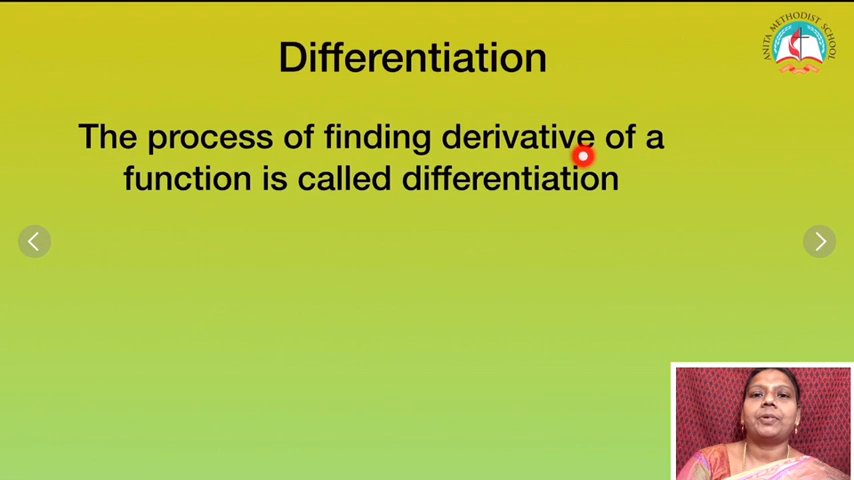 Differentiation
ANITA METHODIST SCHOOL
The process of finding derivative of a
function is called differentiation